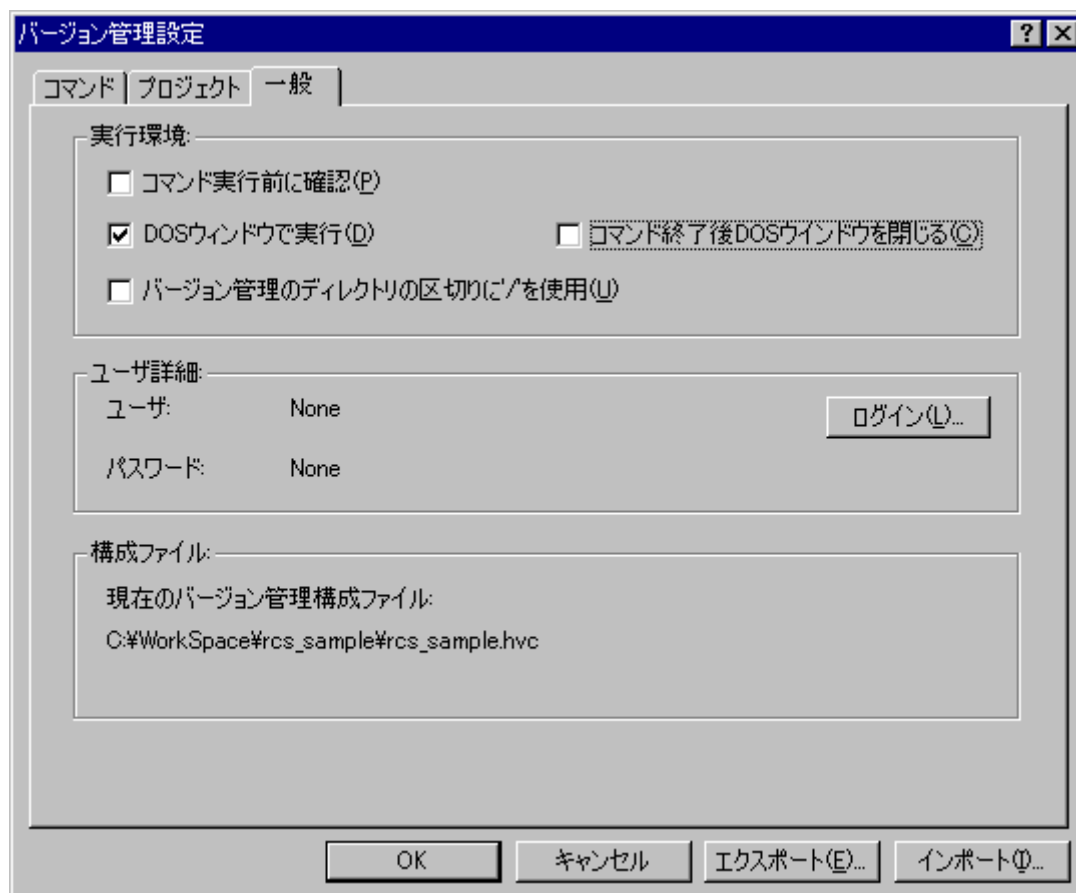 バージョン管理設定
コマンド プロジェクト 一般
実行環境:
コマンド実行前に確認(P)
DOSウィンドウで実行(D) コマンド終了後DOSウインドウを閉じる(C)
バージョン管理のディレクトリの区切りに'/'を使用(U)
ユーザ詳細:
ユーザ: None ログイン(L)...
パスワード: None
構成ファイル:
現在のバージョン管理構成ファイル:
C:¥WorkSpace¥rcs_sample¥rcs_sample.hvc
OK キャンセル エクスポート(E)... インポート(I)...